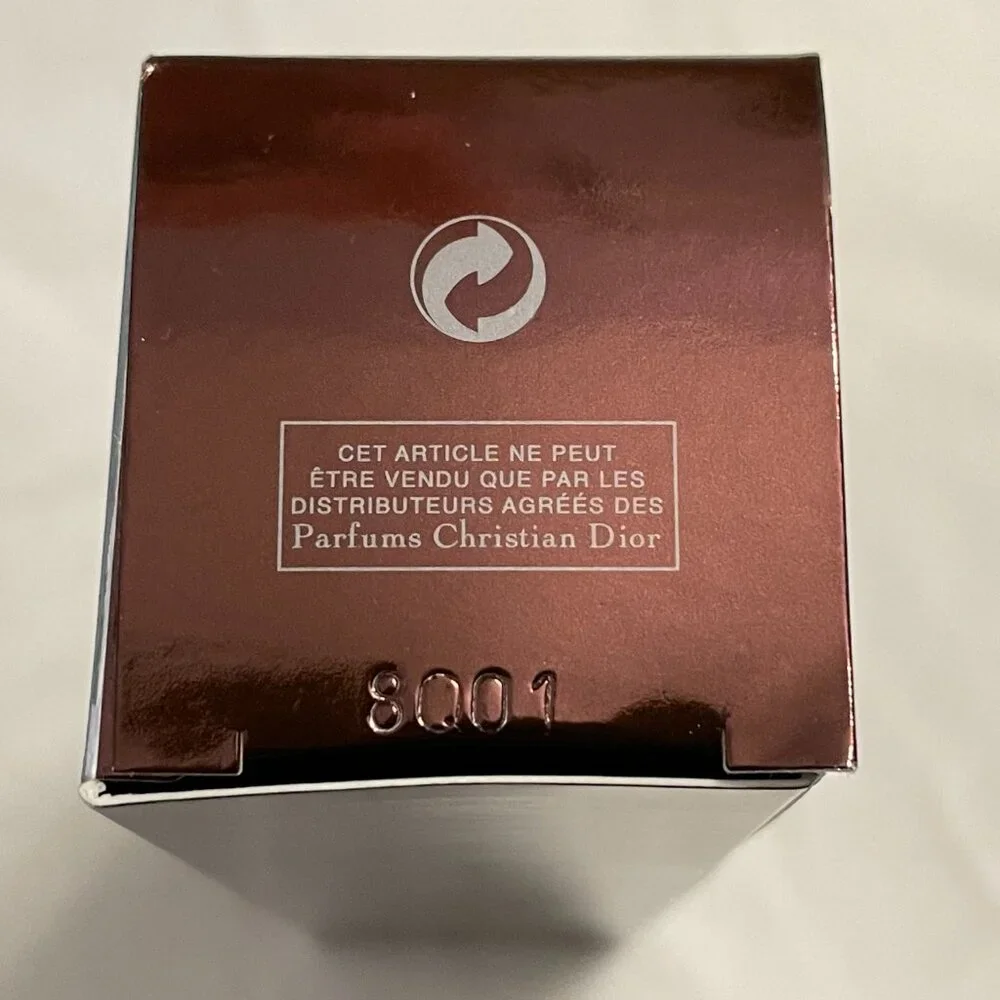 CET ARTICLE NE PEUT
ÊTRE VENDU QUE PAR LES
DISTRIBUTEURS AGRÉÉS DES
Parfums Christian Dior
8Q01